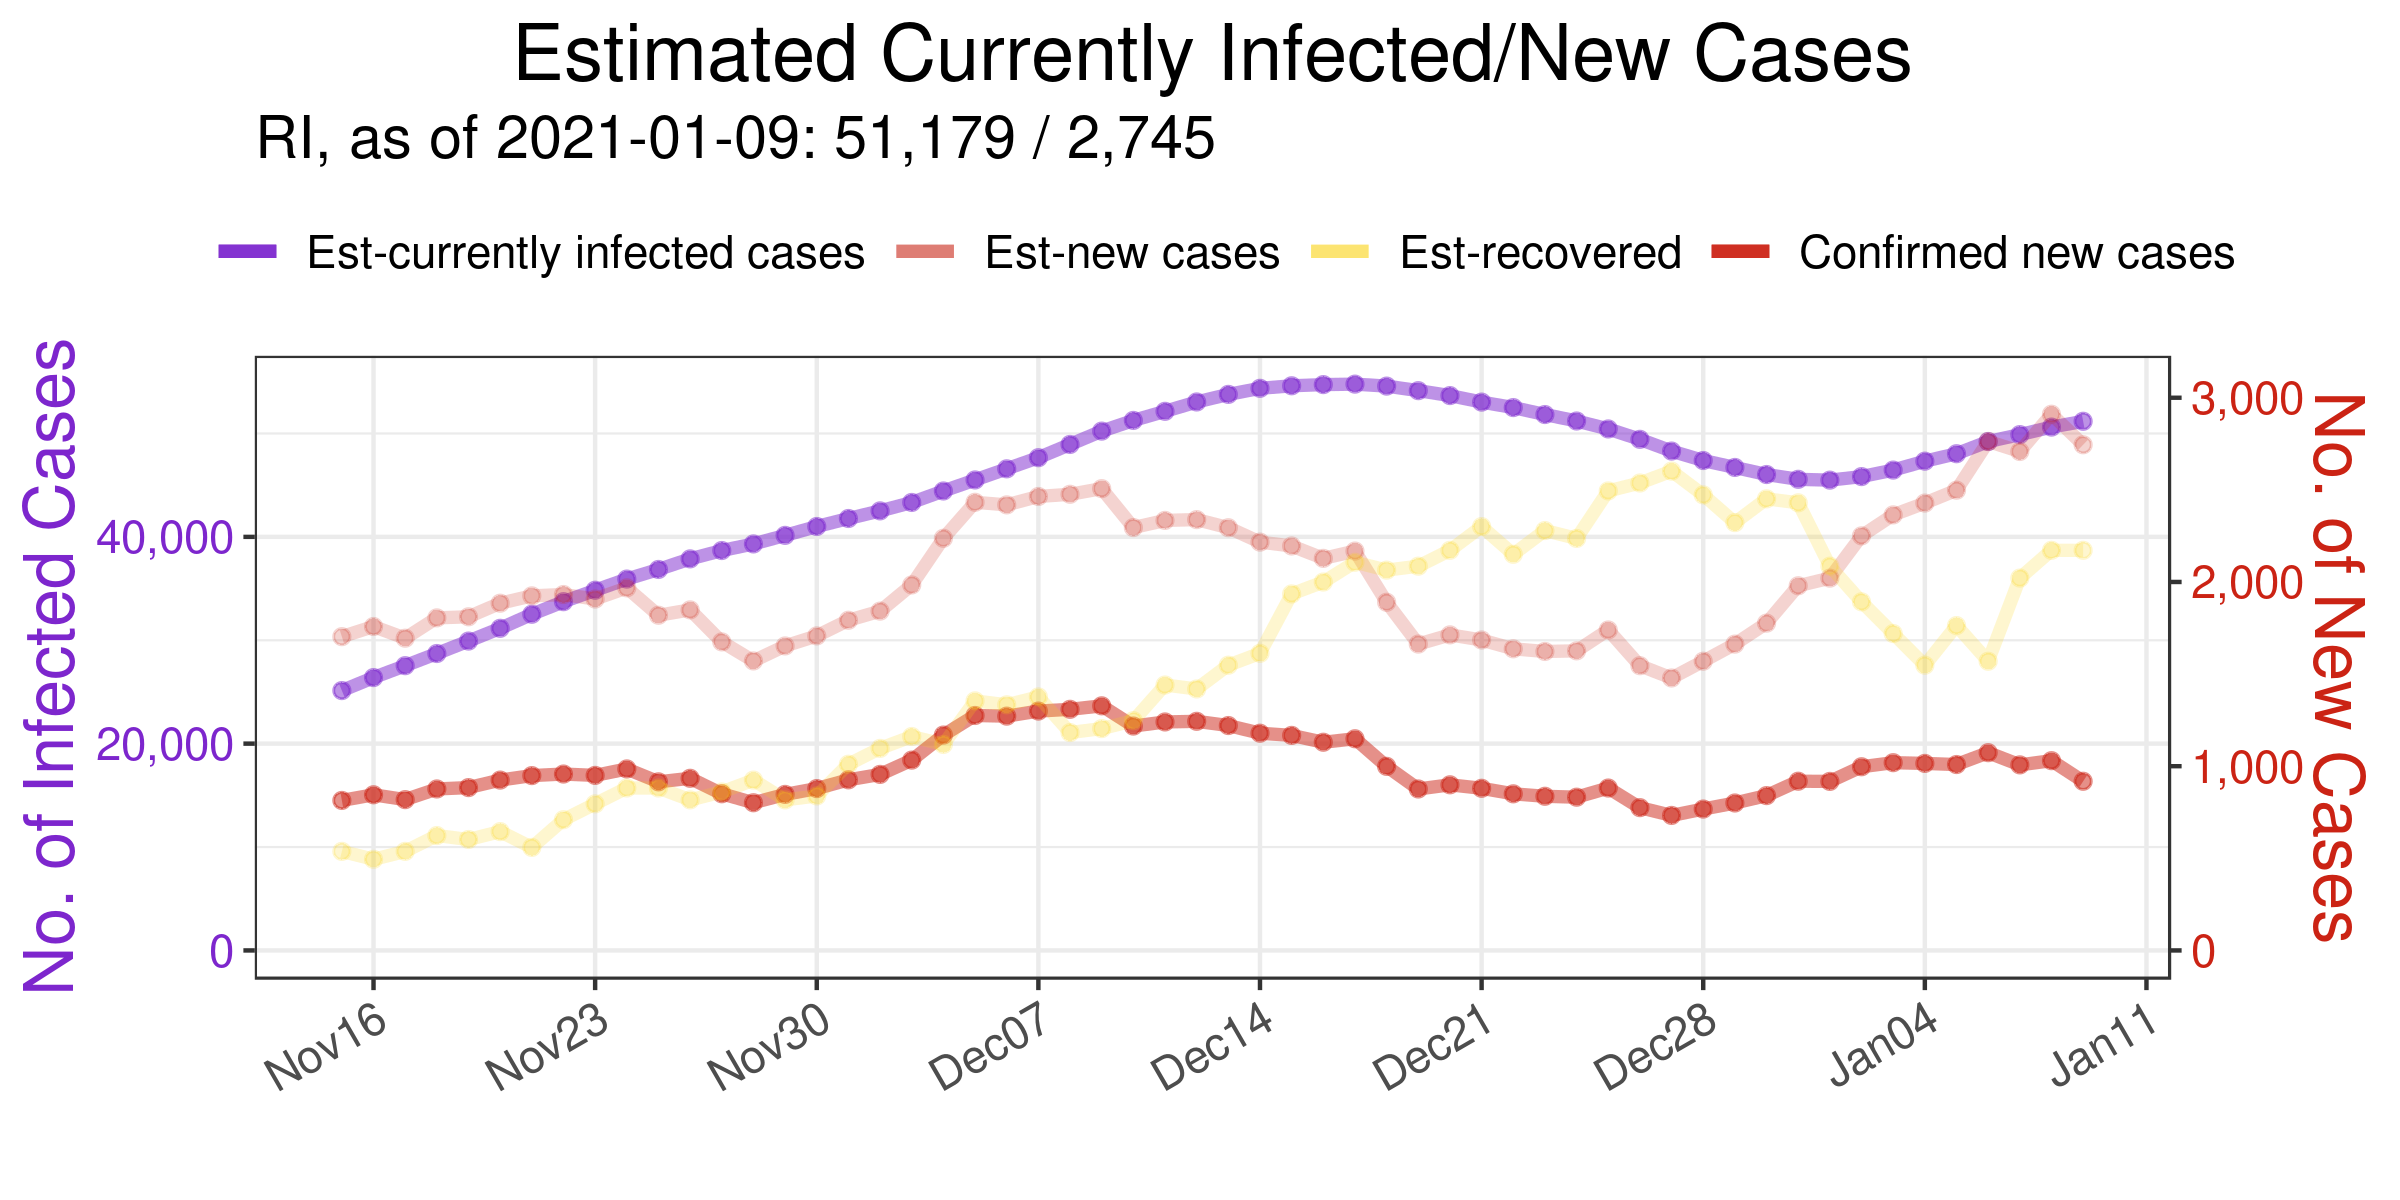 Estimated Currently Infected/New Cases
RI, as of 2021-01-09: 51,179 / 2,745
Est-currently infected cases Est-new cases Est-recovered Confirmed new cases
No. of Infected Cases
40,000
20,000
0
3,000
2,000
1,000
0
No. of New Cases
Nov16 Nov23 Nov30 Dec07 Dec14 Dec21 Dec28 Jan04 Jan11